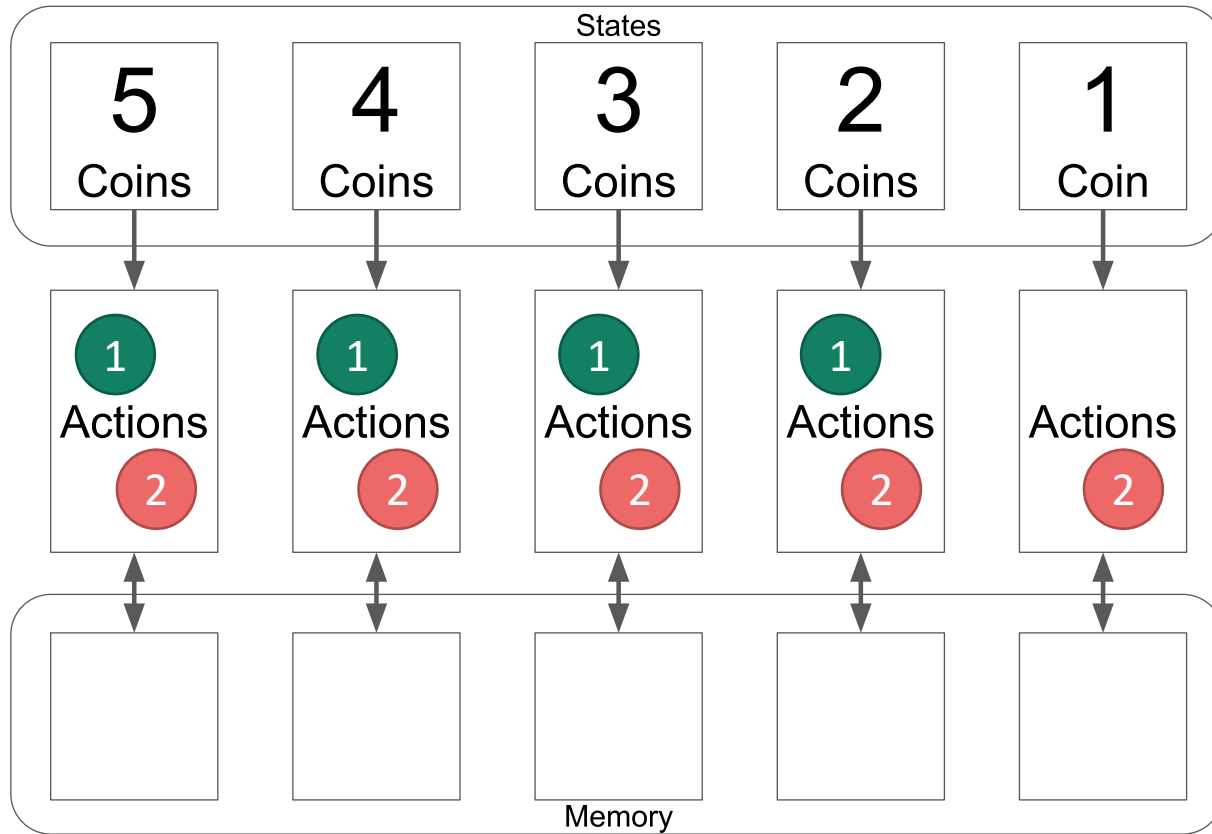 States
5 4 3 2 1
Coins Coins Coins Coins Coin
1 1 1 1
Actions Actions Actions Actions Actions
2 2 2 2 2
Memory